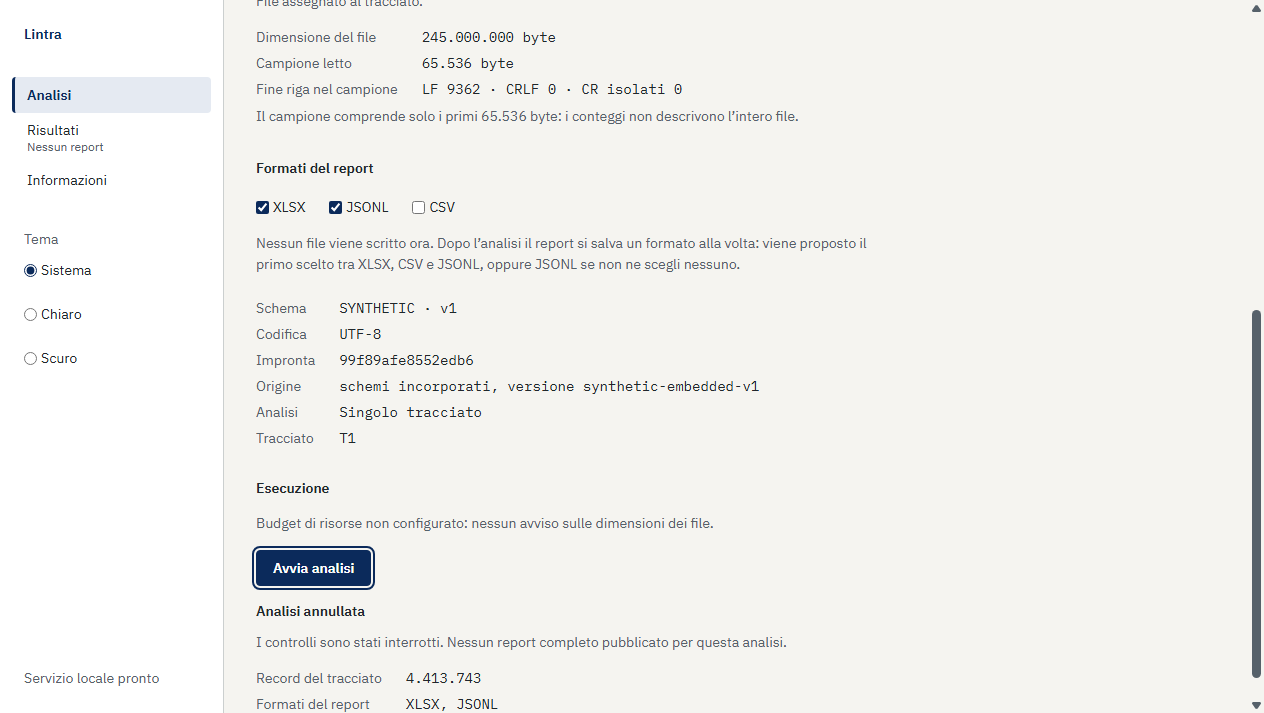 Lintra
Analisi
Risultati
Nessun report
Informazioni
Tema
Sistema
Chiaro
Scuro
Servizio locale pronto
File assegnato al tracciato.
Dimensione del file 245.000.000 byte
Campione letto 65.536 byte
Fine riga nel campione LF 9362 · CRLF 0 · CR isolati 0
Il campione comprende solo i primi 65.536 byte: i conteggi non descrivono l’intero file.
Formati del report
XLSX JSONL CSV
Nessun file viene scritto ora. Dopo l’analisi il report si salva un formato alla volta: viene proposto il
primo scelto tra XLSX, CSV e JSONL, oppure JSONL se non ne scegli nessuno.
Schema SYNTHETIC · v1
Codifica UTF-8
Impronta 99f89afe8552edb6
Origine schemi incorporati, versione synthetic-embedded-v1
Analisi Singolo tracciato
Tracciato T1
Esecuzione
Budget di risorse non configurato: nessun avviso sulle dimensioni dei file.
Avvia analisi
Analisi annullata
I controlli sono stati interrotti. Nessun report completo pubblicato per questa analisi.
Record del tracciato 4.413.743
Formati del report XLSX, JSONL